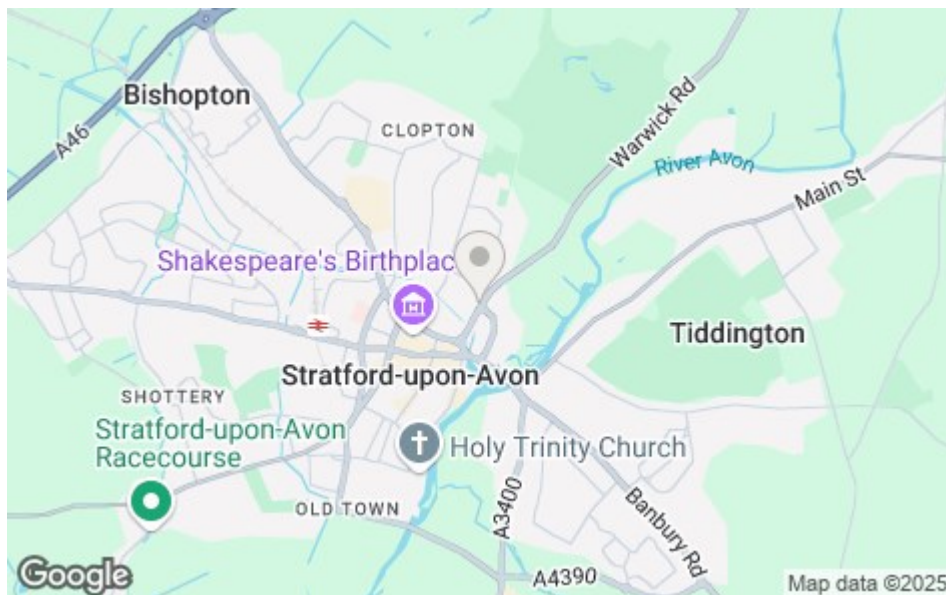 Bishopton
A46
CLOPTON
Warwick Rd
River Avon
Main St
Shakespeare's Birthplac
Tiddington
Stratford-upon-Avon
SHOTTERY
Stratford-upon-Avon
Racecourse
Holy Trinity Church
OLD TOWN
A3400
Banbury Rd
A4390
Google
Map data ©2025